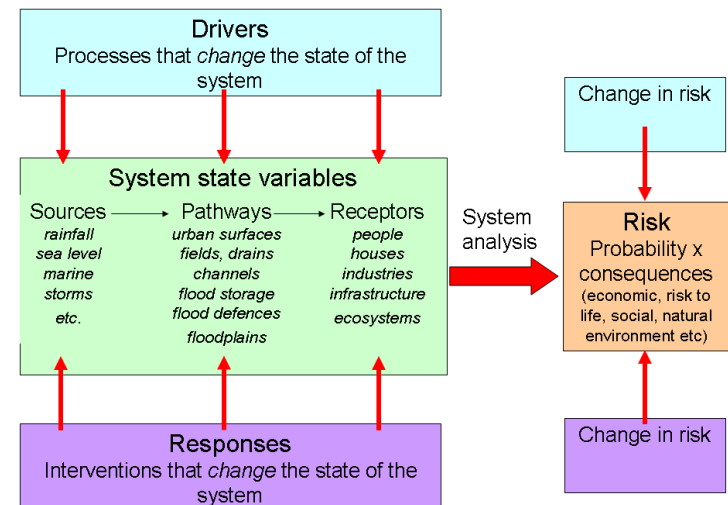 Drivers
Processes that change the state of the
system
System state variables
Sources
rainfall
sea level
marine
storms
etc.
Pathways
urban surfaces
fields, drains
channels
flood storage
flood defences
floodplains
Receptors
people
houses
industries
infrastructure
ecosystems
Responses
Interventions that change the state of the
system
System
analysis
Change in risk
Risk
Probability x
consequences
(economic, risk to
life, social, natural
environment etc)
Change in risk